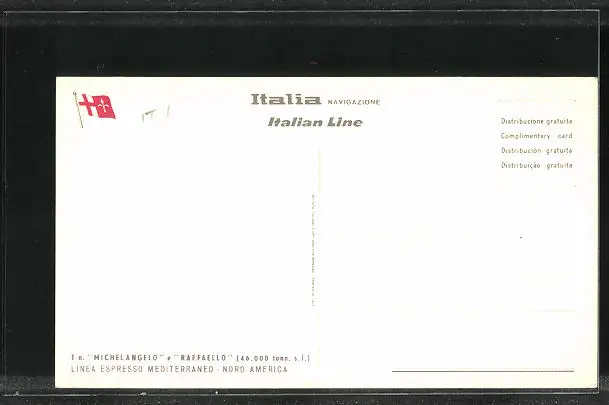 Italia NAVIGAZIONE
Italian Line
Distribuzione gratuita
Complimentary card
Distribución gratuita
Distribuição gratuita
I n. "MICHELANGELO" e "RAFFAELLO" (46.000 tonn. s.l.)
LINEA ESPRESSO MEDITERRANEO - NORD AMERICA